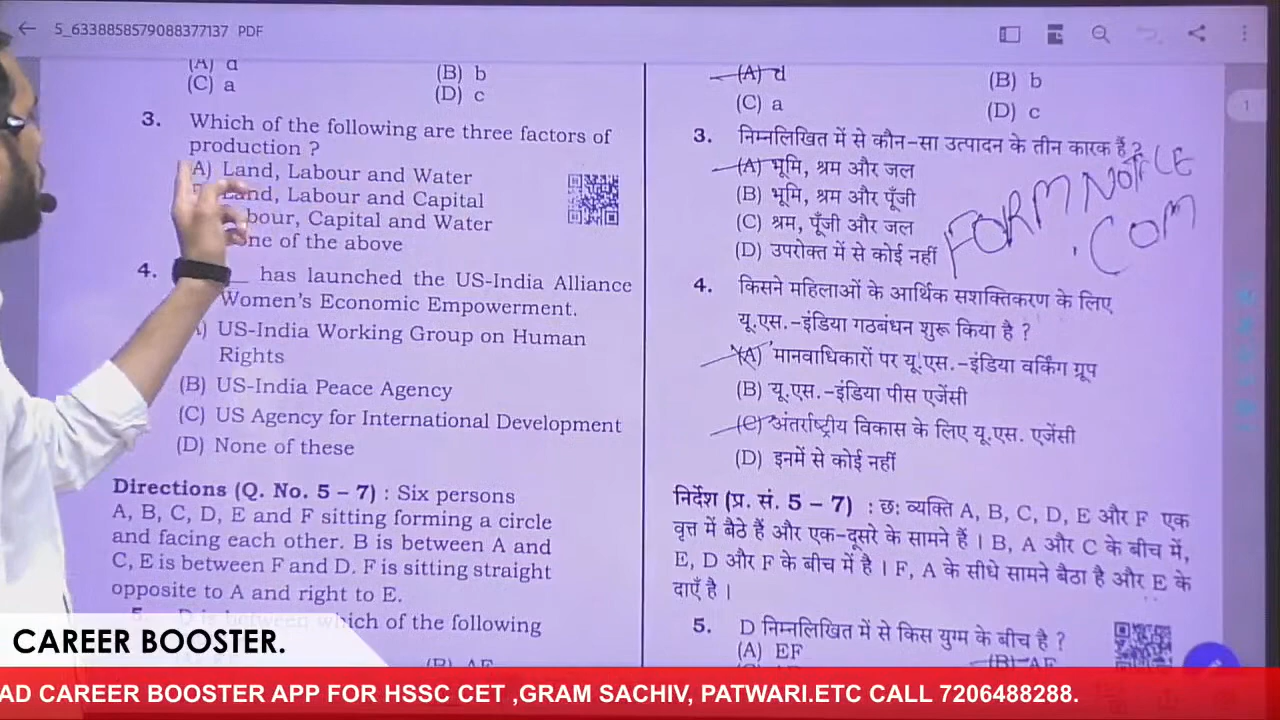 5_6338858579088377137 PDF
(A) d
(B) b
(C) a
(D) c
3. Which of the following are three factors of
production ?
A) Land, Labour and Water
Land, Labour and Capital
bour, Capital and Water
ne of the above
4. __ has launched the US-India Alliance
Women's Economic Empowerment.
) US-India Working Group on Human
Rights
(B) US-India Peace Agency
(C) US Agency for International Development
(D) None of these
Directions (Q. No. 5 – 7) : Six persons
A, B, C, D, E and F sitting forming a circle
and facing each other. B is between A and
C, E is between F and D. F is sitting straight
opposite to A and right to E.
5. D is between which of the following
(B) AF
(A) d
(B) b
(C) a
(D) c
3. निम्नलिखित में से कौन-सा उत्पादन के तीन कारक हैं ?
(A) भूमि, श्रम और जल
(B) भूमि, श्रम और पूँजी
(C) श्रम, पूँजी और जल
(D) उपरोक्त में से कोई नहीं
FORM NOTICE
.COM
4. किसने महिलाओं के आर्थिक सशक्तिकरण के लिए
यू.एस.-इंडिया गठबंधन शुरू किया है ?
(A) मानवाधिकारों पर यू.एस.-इंडिया वर्किंग ग्रूप
(B) यू.एस.-इंडिया पीस एजेंसी
(C) अंतर्राष्ट्रीय विकास के लिए यू.एस. एजेंसी
(D) इनमें से कोई नहीं
निर्देश (प्र. सं. 5 – 7) : छः व्यक्ति A, B, C, D, E और F एक
वृत्त में बैठे हैं और एक-दूसरे के सामने हैं । B, A और C के बीच में,
E, D और F के बीच में है । F, A के सीधे सामने बैठा है और E के
दाएँ है ।
5. D निम्नलिखित में से किस युग्म के बीच है ?
(A) EF
(B) AF
1
CAREER BOOSTER.
AD CAREER BOOSTER APP FOR HSSC CET ,GRAM SACHIV, PATWARI.ETC CALL 7206488288.